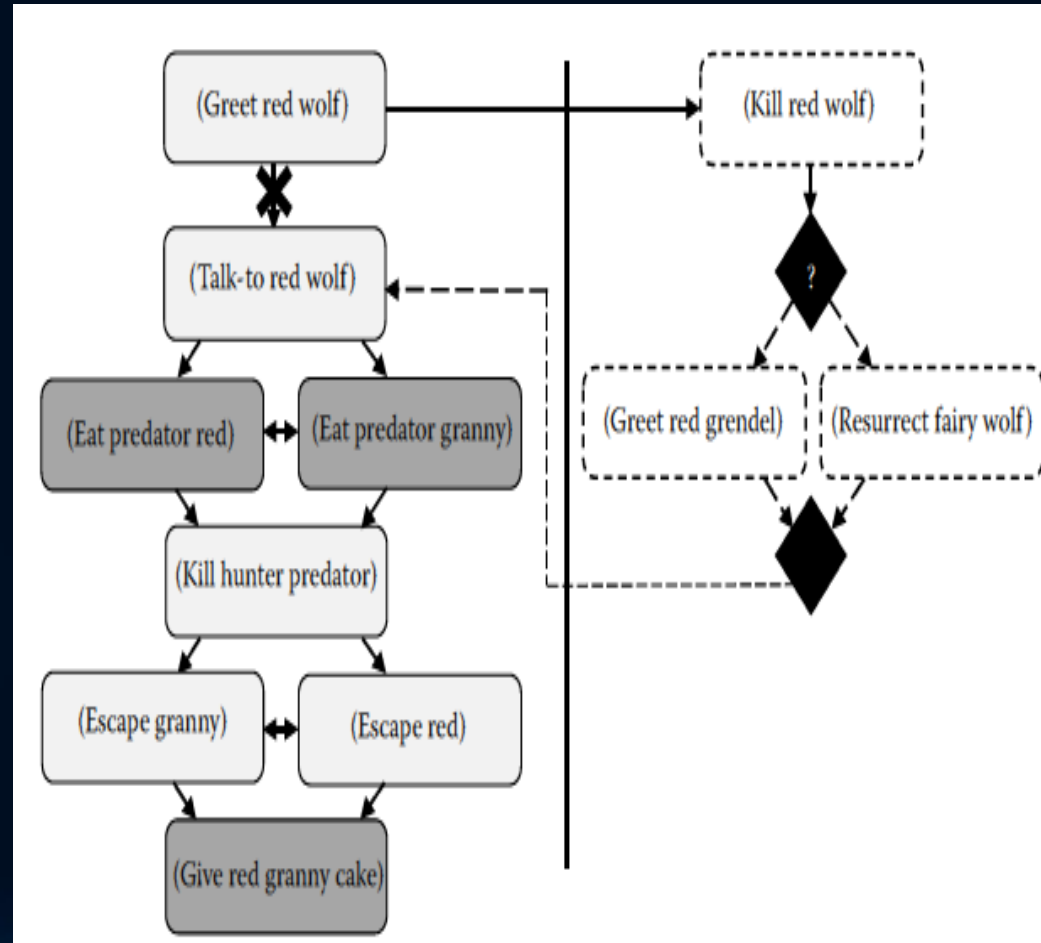 (Greet red wolf)
(Kill red wolf)
(Talk-to red wolf)
?
(Eat predator red)
(Eat predator granny)
(Greet red grendel)
(Resurrect fairy wolf)
(Kill hunter predator)
(Escape granny)
(Escape red)
(Give red granny cake)